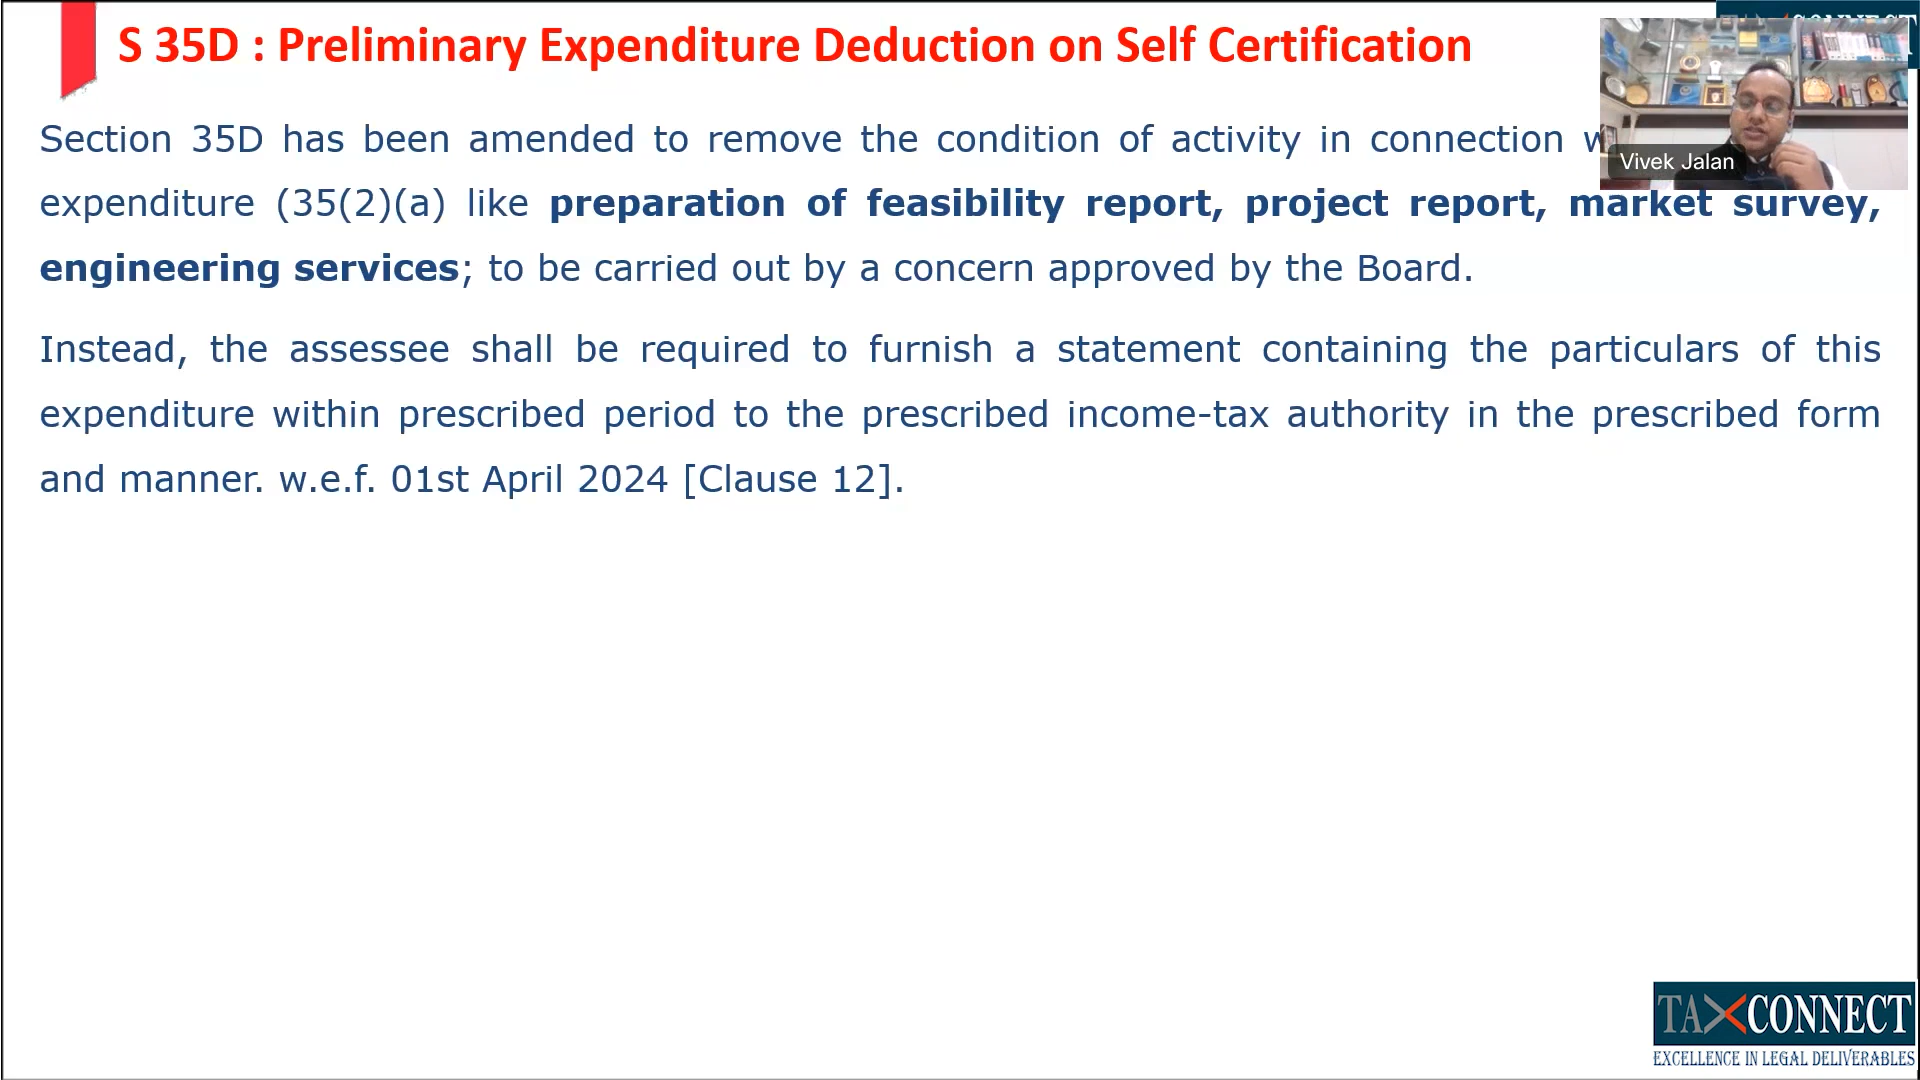 S 35D : Preliminary Expenditure Deduction on Self Certification
Section 35D has been amended to remove the condition of activity in connection
Vivek Jalan
expenditure (35(2)(a) like preparation of feasibility report, project report, market survey,
engineering services; to be carried out by a concern approved by the Board.
Instead, the assessee shall be required to furnish a statement containing the particulars of this
expenditure within prescribed period to the prescribed income-tax authority in the prescribed form
and manner. w.e.f. 01st April 2024 [Clause 12].
TAXCONNECT
EXCELLENCE IN LEGAL DELIVERABLES